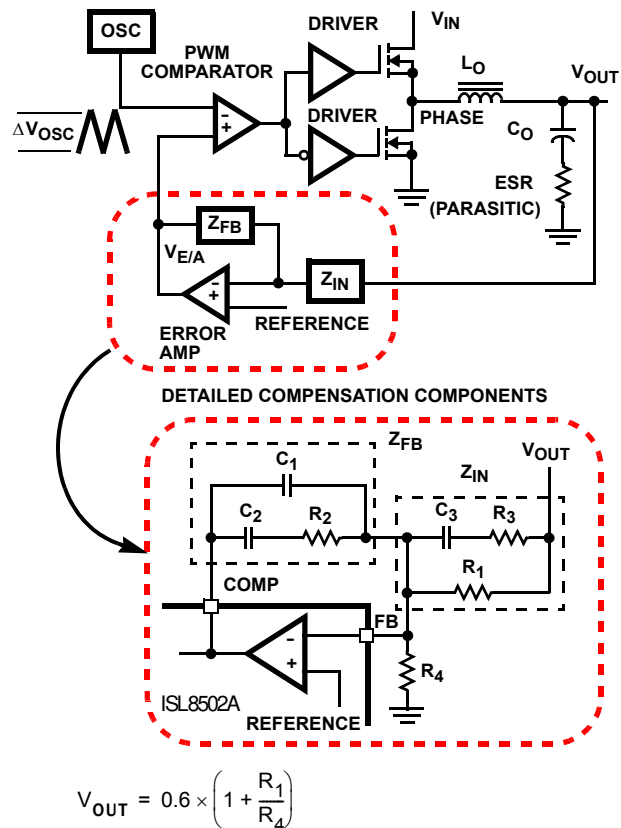 OSC
PWM
COMPARATOR
DRIVER
V_IN
L_O
V_OUT
ΔV_OSC
-
+
DRIVER
PHASE
C_O
ESR
(PARASITIC)
Z_FB
V_E/A
-
+
Z_IN
REFERENCE
ERROR
AMP
DETAILED COMPENSATION COMPONENTS
Z_FB
V_OUT
C_1
Z_IN
C_2
R_2
C_3
R_3
R_1
COMP
FB
-
+
R_4
ISL8502A
REFERENCE
V_OUT = 0.6 × (1 + R_1/R_4)